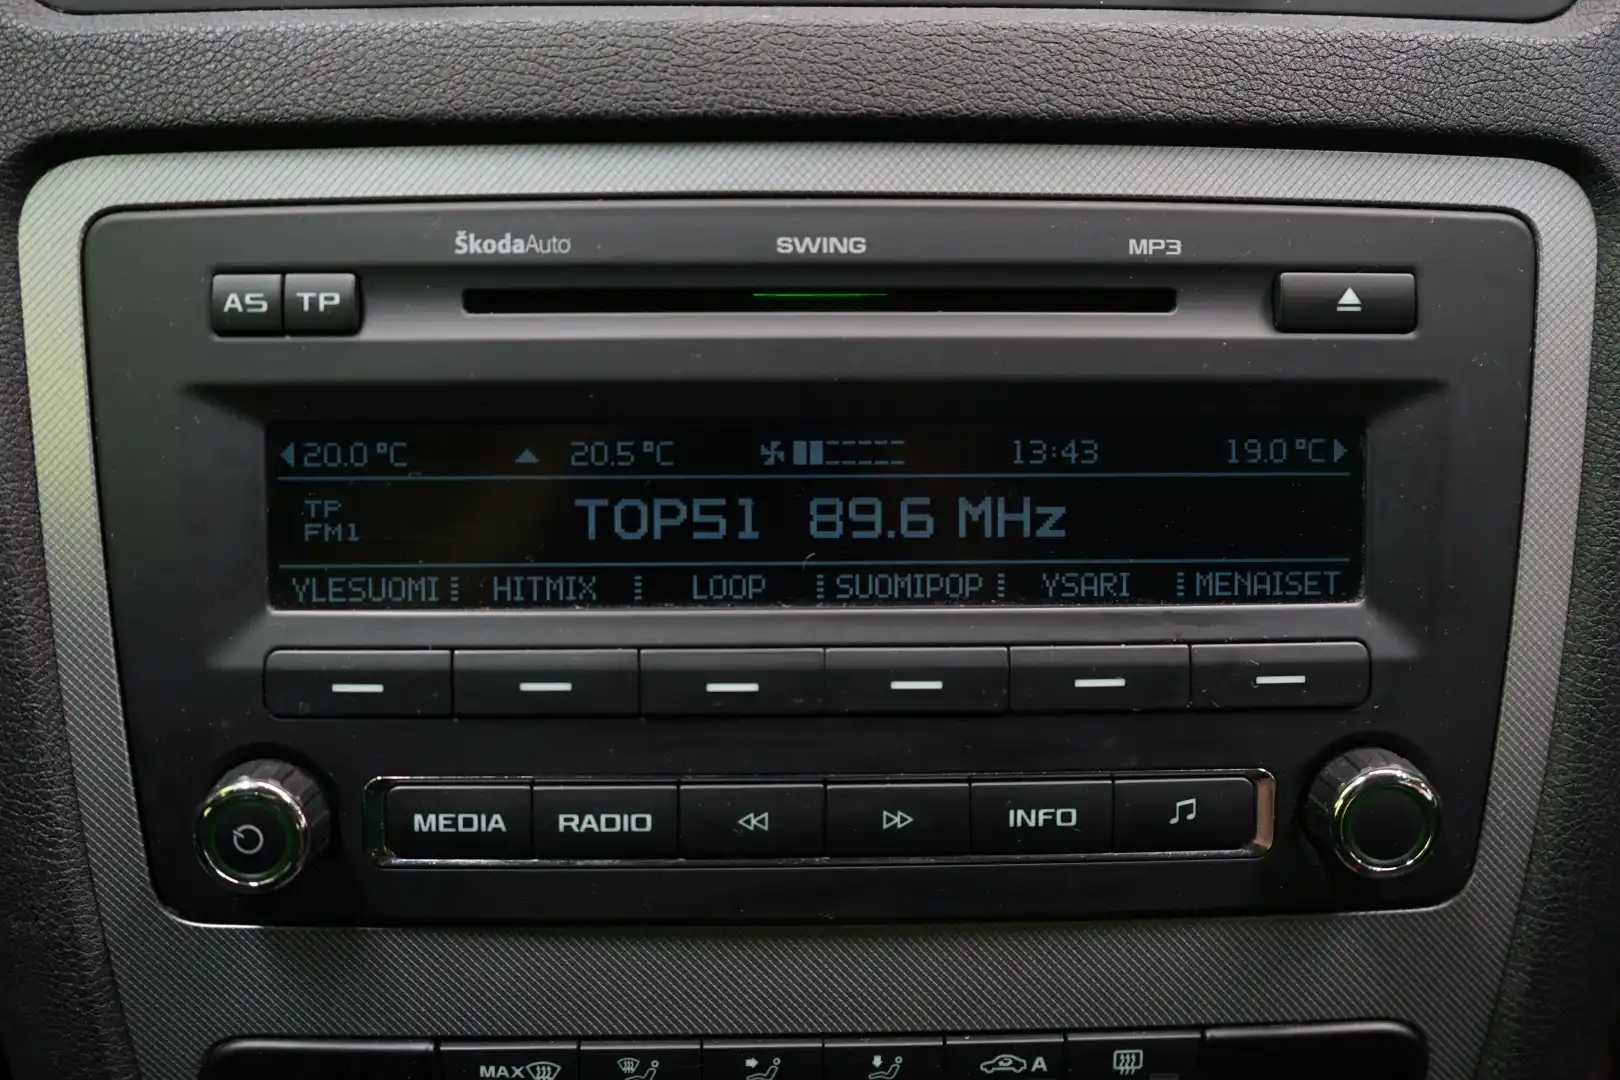 ŠkodaAuto SWING MP3
AS TP
20.0 °C 20.5 °C 13:43 19.0 °C
TP
FM1
TOP51 89.6 MHz
YLESUOMI HITMIX LOOP SUOMIPOP YSARI MENAISET
MEDIA RADIO INFO
MAX A